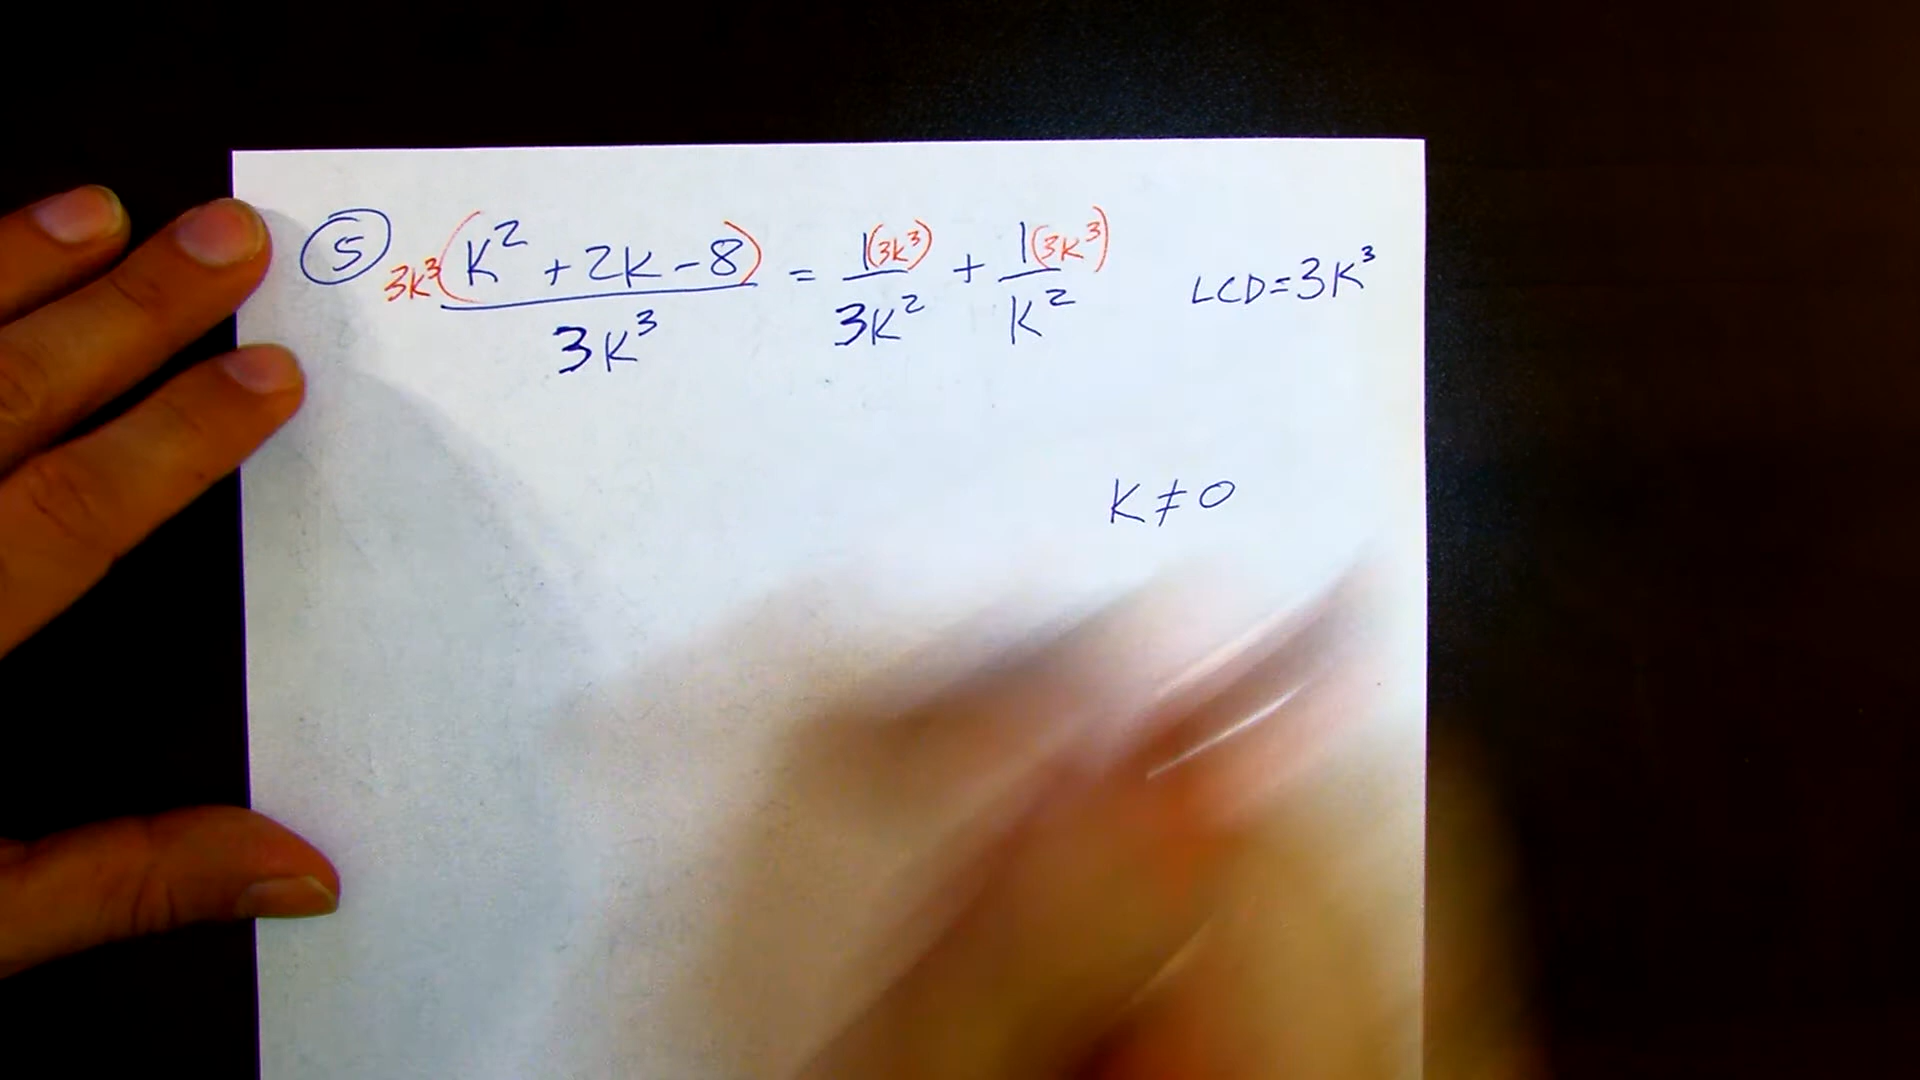 ⑤ 3k³(k² + 2k - 8)/3k³ = 1(3k³)/3k² + 1(3k³)/k² LCD=3k³
k ≠ 0